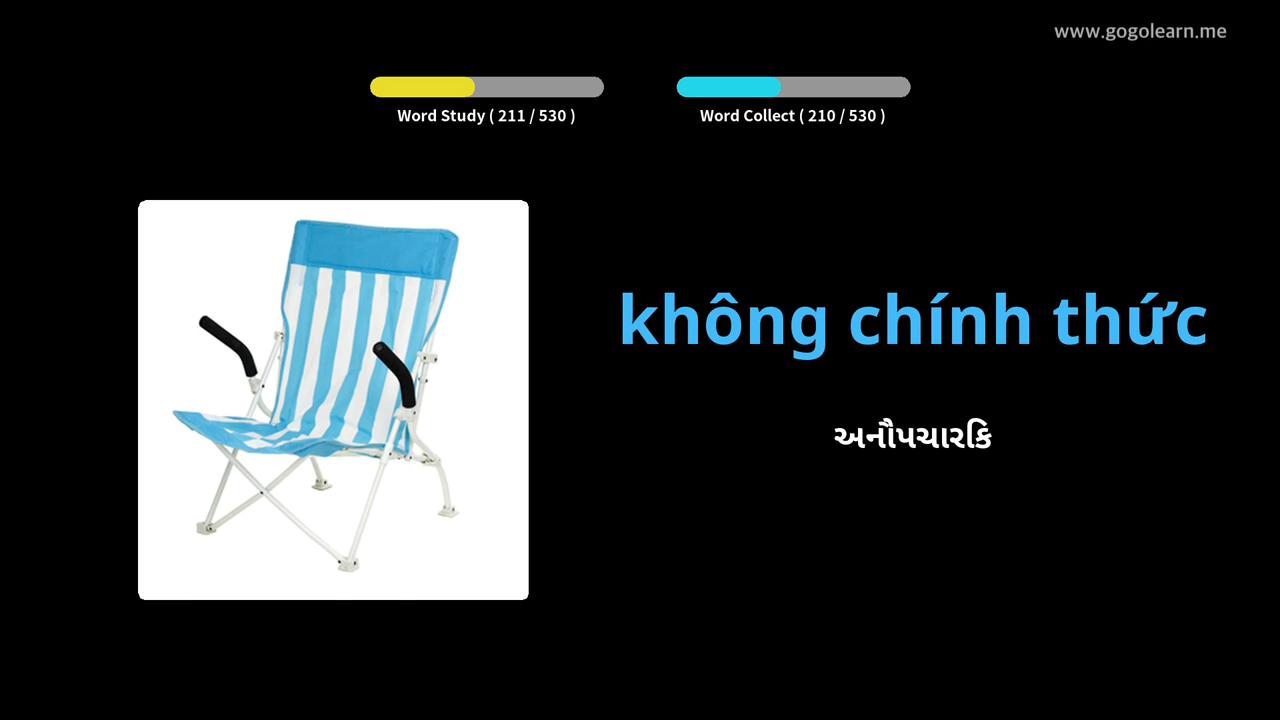 www.gogolearn.me
Word Study ( 211 / 530 )
Word Collect ( 210 / 530 )
không chính thức
અનૌપચારિક